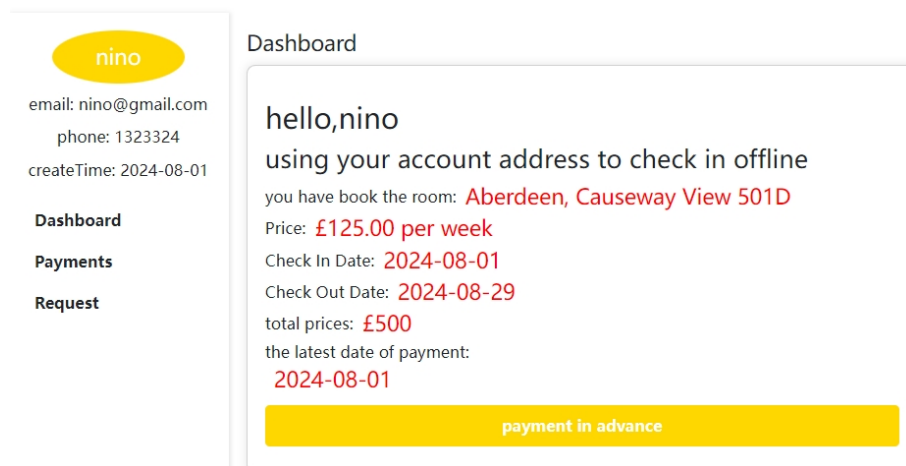 nino
email: nino@gmail.com
phone: 1323324
createTime: 2024-08-01
Dashboard
Payments
Request
Dashboard
hello,nino
using your account address to check in offline
you have book the room: Aberdeen, Causeway View 501D
Price: £125.00 per week
Check In Date: 2024-08-01
Check Out Date: 2024-08-29
total prices: £500
the latest date of payment:
2024-08-01
payment in advance